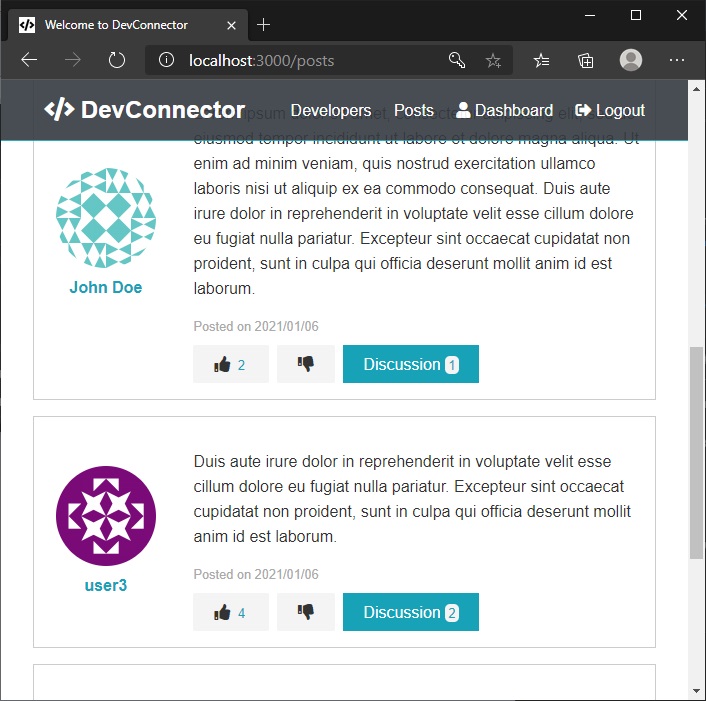 Welcome to DevConnector
localhost:3000/posts
DevConnector Developers Posts Dashboard Logout
eiusmod tempor incididunt ut labore et dolore magna aliqua. Ut
enim ad minim veniam, quis nostrud exercitation ullamco
laboris nisi ut aliquip ex ea commodo consequat. Duis aute
irure dolor in reprehenderit in voluptate velit esse cillum dolore
eu fugiat nulla pariatur. Excepteur sint occaecat cupidatat non
proident, sunt in culpa qui officia deserunt mollit anim id est
laborum.
John Doe
Posted on 2021/01/06
2 Discussion 1
Duis aute irure dolor in reprehenderit in voluptate velit esse
cillum dolore eu fugiat nulla pariatur. Excepteur sint occaecat
cupidatat non proident, sunt in culpa qui officia deserunt mollit
anim id est laborum.
user3
Posted on 2021/01/06
4 Discussion 2